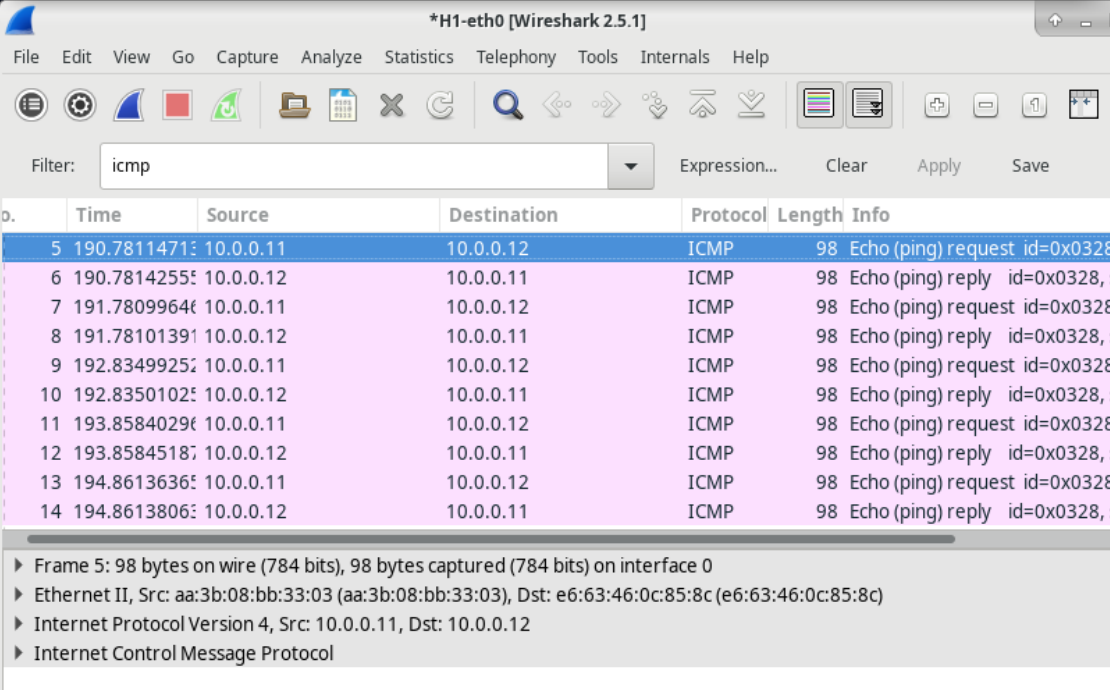 *H1-eth0 [Wireshark 2.5.1]
File Edit View Go Capture Analyze Statistics Telephony Tools Internals Help
Filter: icmp Expression... Clear Apply Save
o. Time Source Destination Protocol Length Info
5 190.78114713 10.0.0.11 10.0.0.12 ICMP 98 Echo (ping) request id=0x0328
6 190.78142555 10.0.0.12 10.0.0.11 ICMP 98 Echo (ping) reply id=0x0328,
7 191.78099646 10.0.0.11 10.0.0.12 ICMP 98 Echo (ping) request id=0x0328
8 191.78101391 10.0.0.12 10.0.0.11 ICMP 98 Echo (ping) reply id=0x0328,
9 192.83499252 10.0.0.11 10.0.0.12 ICMP 98 Echo (ping) request id=0x0328
10 192.83501025 10.0.0.12 10.0.0.11 ICMP 98 Echo (ping) reply id=0x0328,
11 193.85840296 10.0.0.11 10.0.0.12 ICMP 98 Echo (ping) request id=0x0328
12 193.85845187 10.0.0.12 10.0.0.11 ICMP 98 Echo (ping) reply id=0x0328,
13 194.86136365 10.0.0.11 10.0.0.12 ICMP 98 Echo (ping) request id=0x0328
14 194.86138063 10.0.0.12 10.0.0.11 ICMP 98 Echo (ping) reply id=0x0328,
Frame 5: 98 bytes on wire (784 bits), 98 bytes captured (784 bits) on interface 0
Ethernet II, Src: aa:3b:08:bb:33:03 (aa:3b:08:bb:33:03), Dst: e6:63:46:0c:85:8c (e6:63:46:0c:85:8c)
Internet Protocol Version 4, Src: 10.0.0.11, Dst: 10.0.0.12
Internet Control Message Protocol